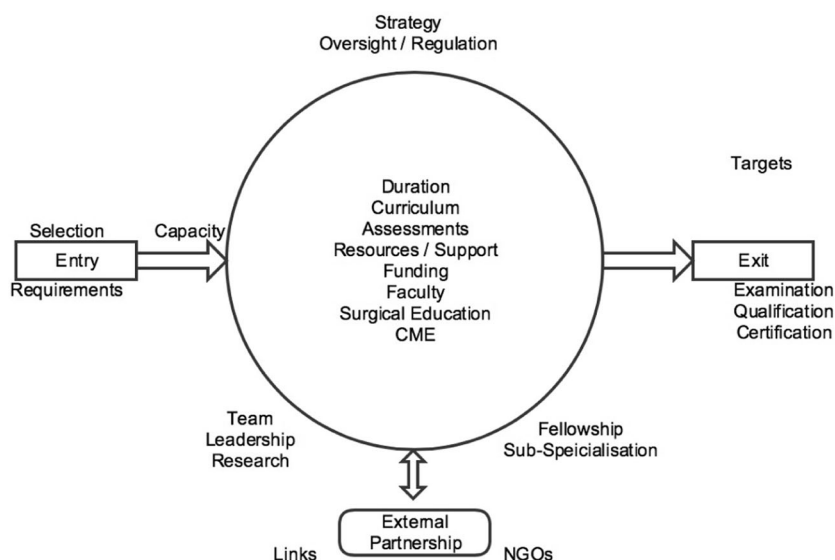 Strategy
Oversight / Regulation
Targets
Duration
Curriculum
Assessments
Resources / Support
Funding
Faculty
Surgical Education
CME
Selection
Capacity
Entry
Requirements
Exit
Examination
Qualification
Certification
Team
Leadership
Research
Fellowship
Sub-Speicialisation
External
Partnership
Links
NGOs